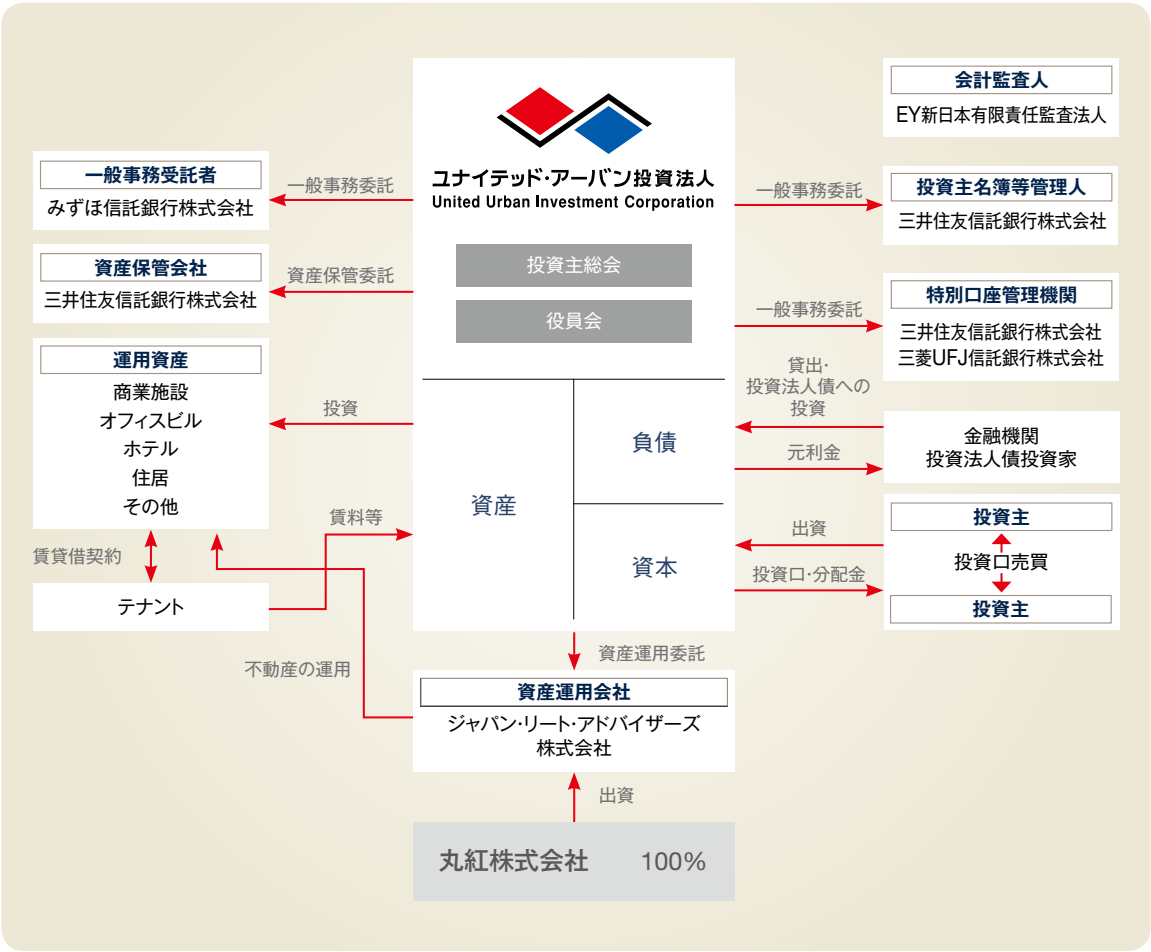 ユナイテッド・アーバン投資法人
United Urban Investment Corporation
投資主総会
役員会
資産
負債
資本
一般事務委託
一般事務受託者
みずほ信託銀行株式会社
資産保管委託
資産保管会社
三井住友信託銀行株式会社
投資
運用資産
商業施設
オフィスビル
ホテル
住居
その他
賃貸借契約
賃料等
テナント
不動産の運用
会計監査人
EY新日本有限責任監査法人
一般事務委託
投資主名簿等管理人
三井住友信託銀行株式会社
一般事務委託
特別口座管理機関
三井住友信託銀行株式会社
三菱UFJ信託銀行株式会社
貸出・
投資法人債への
投資
元利金
金融機関
投資法人債投資家
出資
投資口・分配金
投資主
投資口売買
投資主
資産運用委託
資産運用会社
ジャパン・リート・アドバイザーズ
株式会社
出資
丸紅株式会社 100%